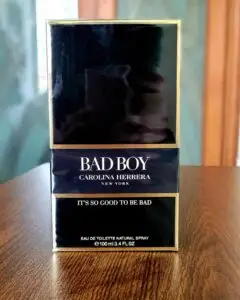 BAD BOY
CAROLINA HERRERA
NEW YORK
IT'S SO GOOD TO BE BAD
EAU DE TOILETTE NATURAL SPRAY
℮100 ml 3.4 FL.OZ